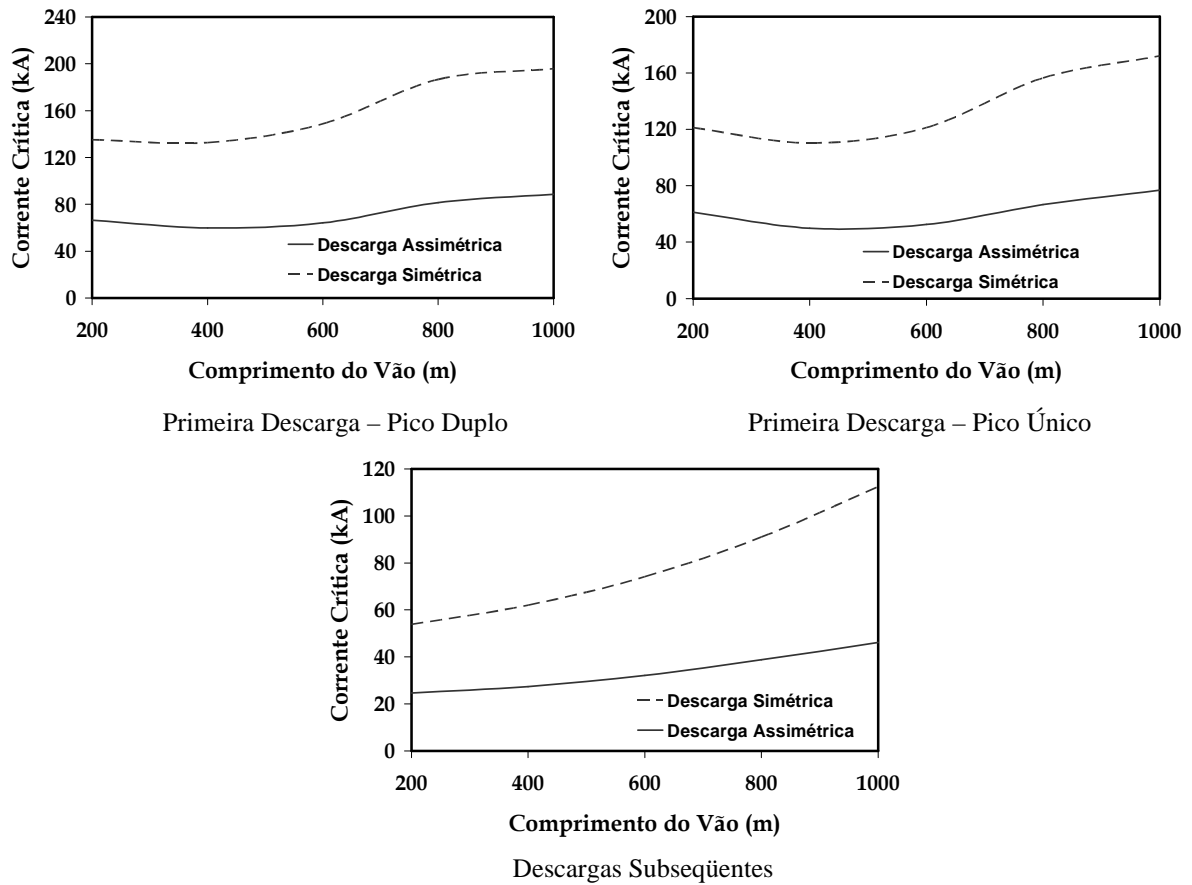 240
200
160
120
80
40
0
Corrente Crítica (kA)
Descarga Assimétrica
Descarga Simétrica
200 400 600 800 1000
Comprimento do Vão (m)
Primeira Descarga – Pico Duplo
200
160
120
80
40
0
Corrente Crítica (kA)
Descarga Assimétrica
Descarga Simétrica
200 400 600 800 1000
Comprimento do Vão (m)
Primeira Descarga – Pico Único
120
100
80
60
40
20
0
Corrente Crítica (kA)
Descarga Simétrica
Descarga Assimétrica
200 400 600 800 1000
Comprimento do Vão (m)
Descargas Subseqüentes